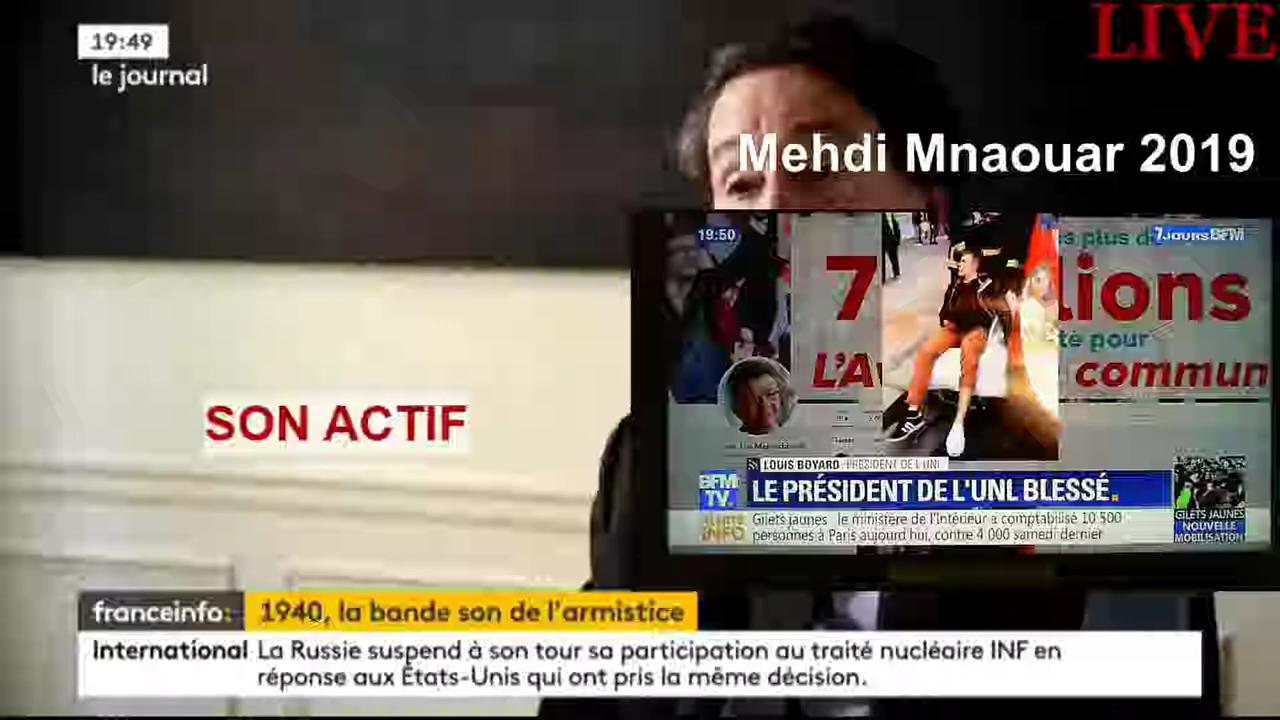 19:49
le journal
LIVE
Mehdi Mnaouar 2019
19:50
s plus d
7JOURSBFM
7
lions
té pour
L'A
commun
SON ACTIF
LOUIS BOYARD PRÉSIDENT DE L'UNL
BFM
TV.
LE PRÉSIDENT DE L'UNL BLESSÉ.
ALERTE
INFO
Gilets jaunes le ministère de l'Intérieur a comptabilisé 10 500
personnes à Paris aujourd'hui, contre 4 000 samedi dernier
GILETS JAUNES
NOUVELLE
MOBILISATION
franceinfo: 1940, la bande son de l'armistice
International La Russie suspend à son tour sa participation au traité nucléaire INF en
réponse aux États-Unis qui ont pris la même décision.